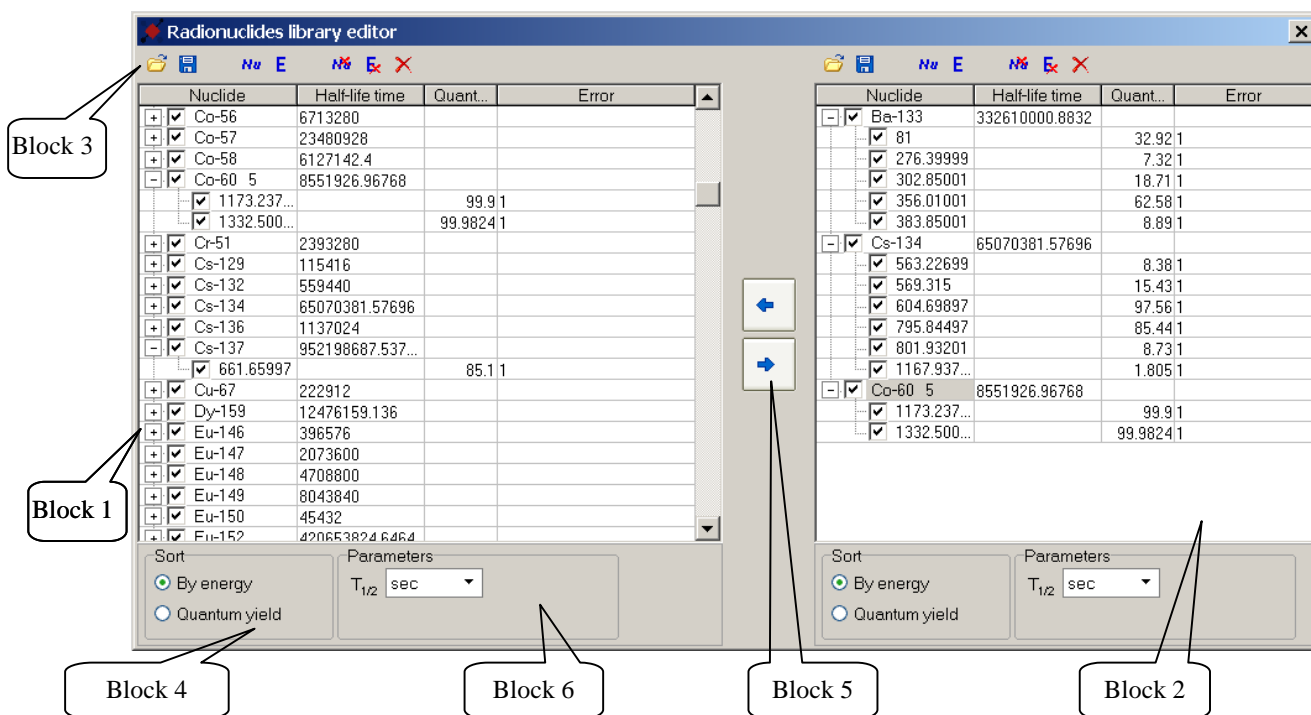 Radionuclides library editor
Nu E Nu E
Nu E Nu E
Nuclide Half-life time Quant... Error
Co-56 6713280
Co-57 23480928
Co-58 6127142.4
Co-60 5 8551926.96768
1173.237... 99.9 1
1332.500... 99.9824 1
Cr-51 2393280
Cs-129 115416
Cs-132 559440
Cs-134 65070381.57696
Cs-136 1137024
Cs-137 952198687.537...
661.65997 85.1 1
Cu-67 222912
Dy-159 12476159.136
Eu-146 396576
Eu-147 2073600
Eu-148 4708800
Eu-149 8043840
Eu-150 45432
Eu-152 420653824.6464
Sort
By energy
Quantum yield
Parameters
T1/2 sec
Nuclide Half-life time Quant... Error
Ba-133 332610000.8832
81 32.92 1
276.39999 7.32 1
302.85001 18.71 1
356.01001 62.58 1
383.85001 8.89 1
Cs-134 65070381.57696
563.22699 8.38 1
569.315 15.43 1
604.69897 97.56 1
795.84497 85.44 1
801.93201 8.73 1
1167.937... 1.805 1
Co-60 5 8551926.96768
1173.237... 99.9 1
1332.500... 99.9824 1
Sort
By energy
Quantum yield
Parameters
T1/2 sec
Block 3
Block 1
Block 4
Block 6
Block 5
Block 2